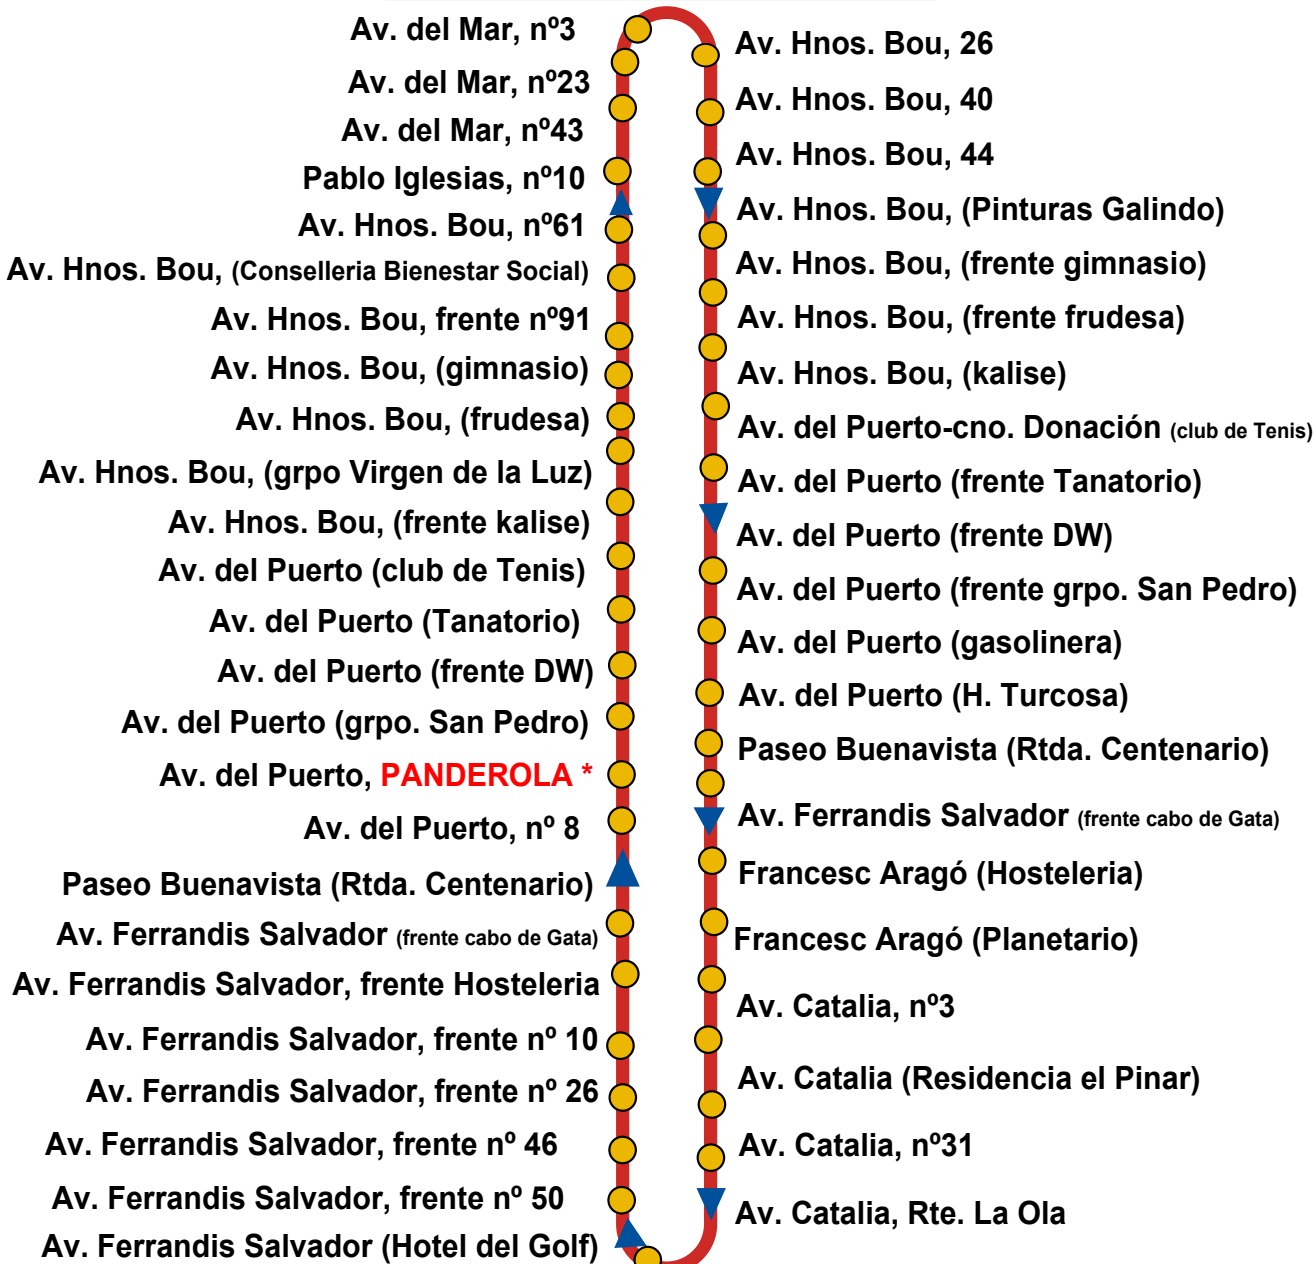 Av. del Mar, nº3
Av. del Mar, nº23
Av. del Mar, nº43
Pablo Iglesias, nº10
Av. Hnos. Bou, nº61
Av. Hnos. Bou, (Conselleria Bienestar Social)
Av. Hnos. Bou, frente nº91
Av. Hnos. Bou, (gimnasio)
Av. Hnos. Bou, (frudesa)
Av. Hnos. Bou, (grpo Virgen de la Luz)
Av. Hnos. Bou, (frente kalise)
Av. del Puerto (club de Tenis)
Av. del Puerto (Tanatorio)
Av. del Puerto (frente DW)
Av. del Puerto (grpo. San Pedro)
Av. del Puerto, PANDEROLA *
Av. del Puerto, nº 8
Paseo Buenavista (Rtda. Centenario)
Av. Ferrandis Salvador (frente cabo de Gata)
Av. Ferrandis Salvador, frente Hosteleria
Av. Ferrandis Salvador, frente nº 10
Av. Ferrandis Salvador, frente nº 26
Av. Ferrandis Salvador, frente nº 46
Av. Ferrandis Salvador, frente nº 50
Av. Ferrandis Salvador (Hotel del Golf)
Av. Hnos. Bou, 26
Av. Hnos. Bou, 40
Av. Hnos. Bou, 44
Av. Hnos. Bou, (Pinturas Galindo)
Av. Hnos. Bou, (frente gimnasio)
Av. Hnos. Bou, (frente frudesa)
Av. Hnos. Bou, (kalise)
Av. del Puerto-cno. Donación (club de Tenis)
Av. del Puerto (frente Tanatorio)
Av. del Puerto (frente DW)
Av. del Puerto (frente grpo. San Pedro)
Av. del Puerto (gasolinera)
Av. del Puerto (H. Turcosa)
Paseo Buenavista (Rtda. Centenario)
Av. Ferrandis Salvador (frente cabo de Gata)
Francesc Aragó (Hosteleria)
Francesc Aragó (Planetario)
Av. Catalia, nº3
Av. Catalia (Residencia el Pinar)
Av. Catalia, nº31
Av. Catalia, Rte. La Ola